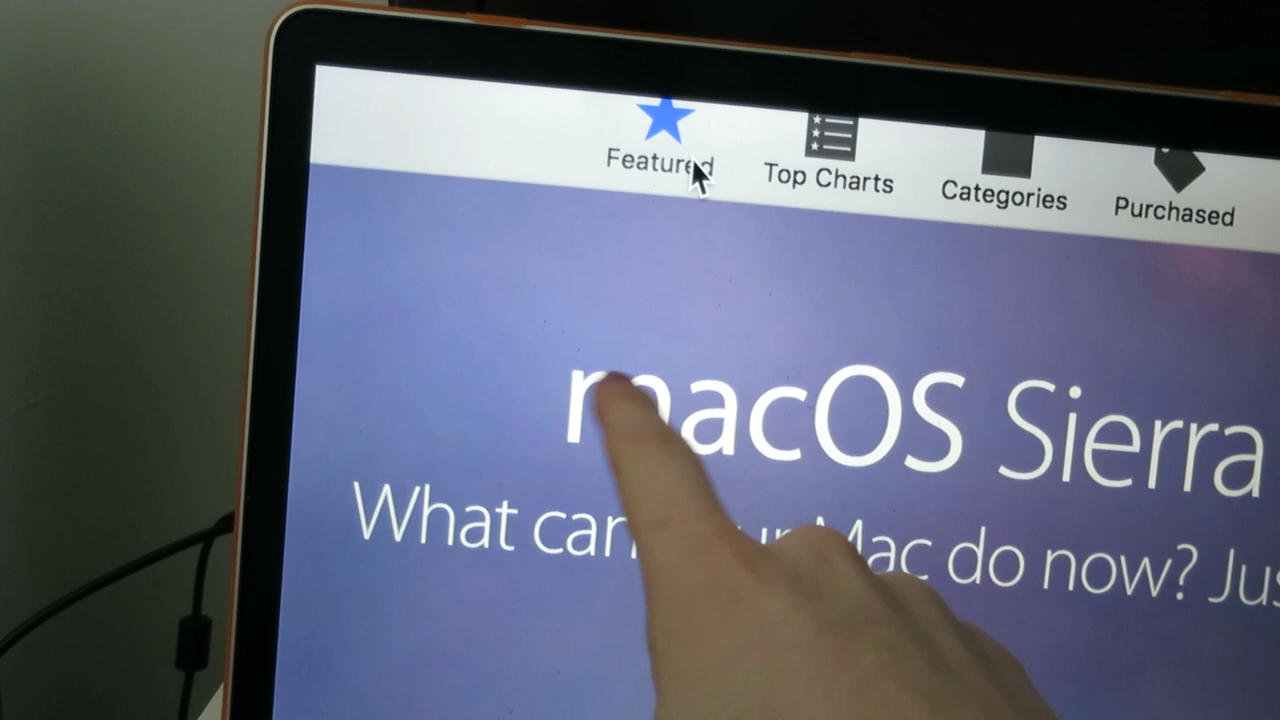 Featured Top Charts Categories Purchased
macOS Sierra
What can Mac do now?